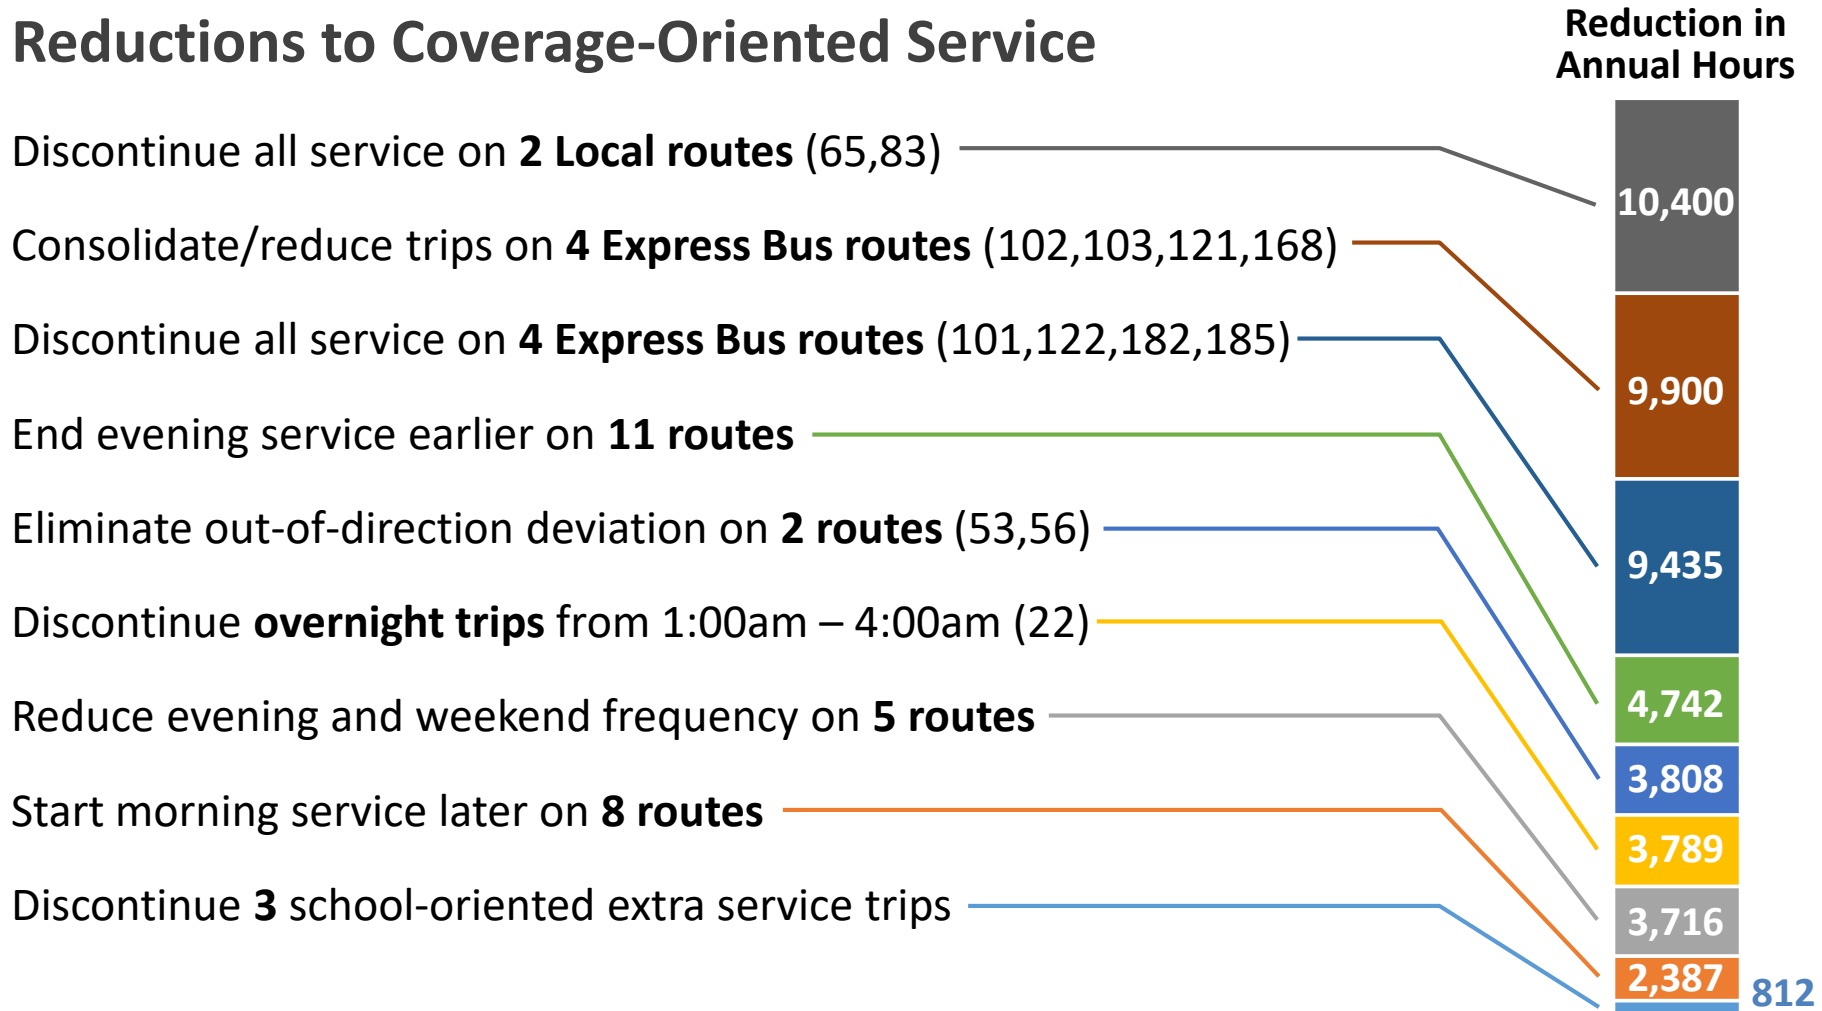 Reductions to Coverage-Oriented Service
Reduction in
Annual Hours
Discontinue all service on 2 Local routes (65,83)
10,400
Consolidate/reduce trips on 4 Express Bus routes (102,103,121,168)
9,900
Discontinue all service on 4 Express Bus routes (101,122,182,185)
9,435
End evening service earlier on 11 routes
4,742
Eliminate out-of-direction deviation on 2 routes (53,56)
3,808
Discontinue overnight trips from 1:00am – 4:00am (22)
3,789
Reduce evening and weekend frequency on 5 routes
3,716
Start morning service later on 8 routes
2,387
Discontinue 3 school-oriented extra service trips
812